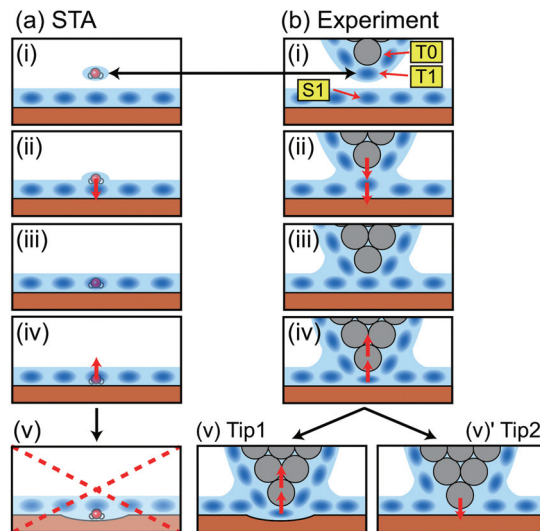 (a) STA
(b) Experiment
(i)
(i)
T0
T1
S1
(ii)
(ii)
(iii)
(iii)
(iv)
(iv)
(v)
(v) Tip1
(v)' Tip2